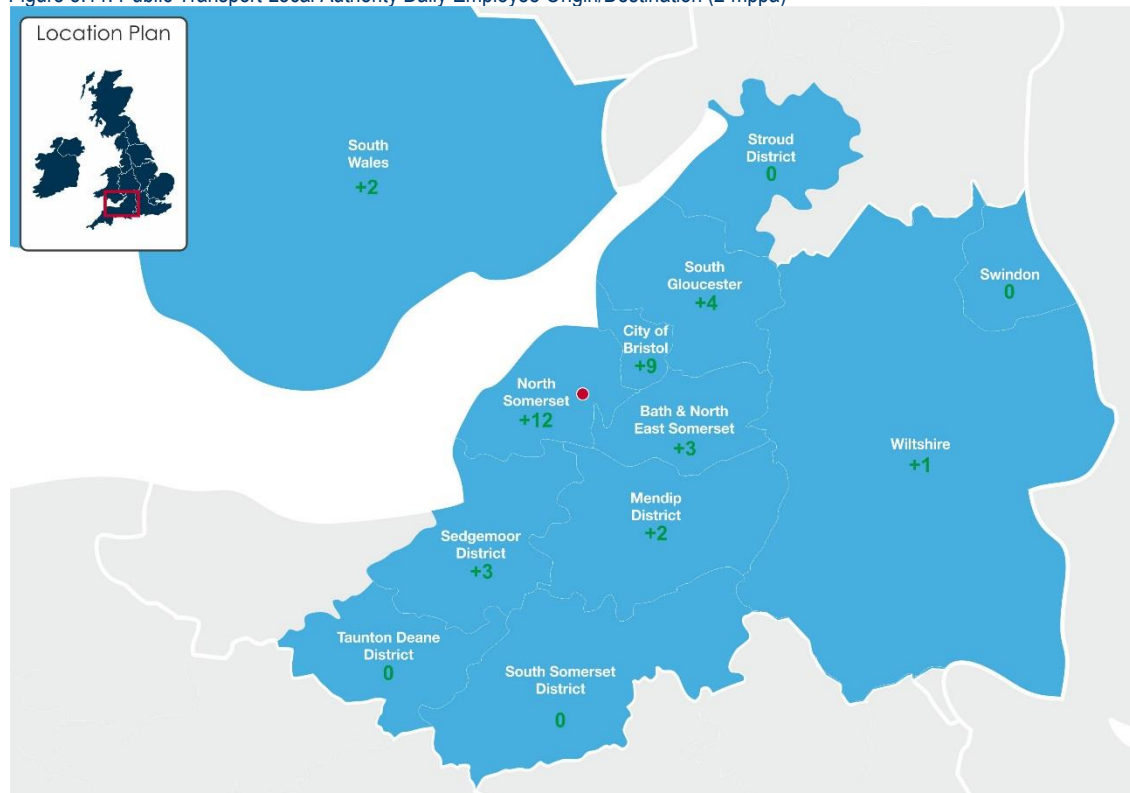 Location Plan
South
Wales
+2
Stroud
District
0
South
Gloucester
+4
Swindon
0
City of
Bristol
+9
North
Somerset
+12
Bath & North
East Somerset
+3
Wiltshire
+1
Mendip
District
+2
Sedgemoor
District
+3
Taunton Deane
District
0
South Somerset
District
0